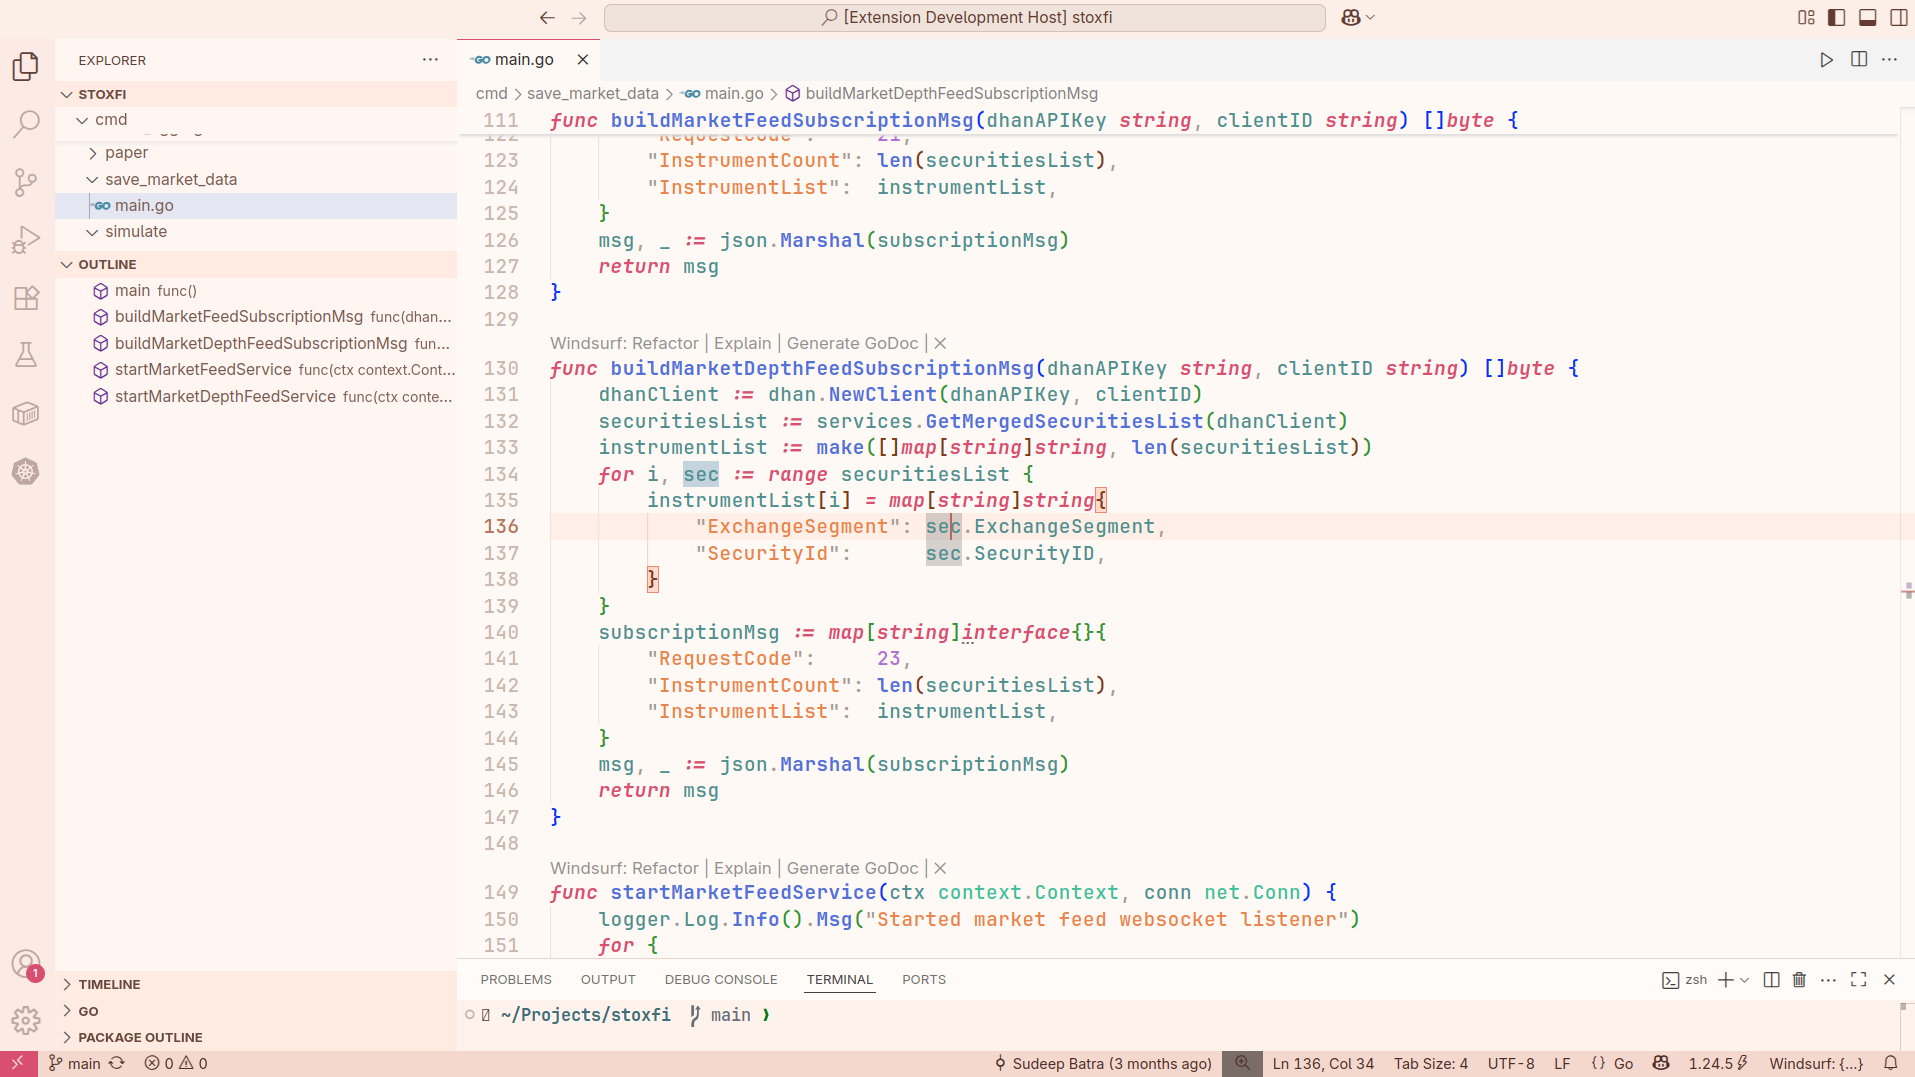 [Extension Development Host] stoxfi
EXPLORER
STOXFI
cmd
paper
save_market_data
main.go
simulate
OUTLINE
main func()
buildMarketFeedSubscriptionMsg func(dhan...
buildMarketDepthFeedSubscriptionMsg fun...
startMarketFeedService func(ctx context.Cont...
startMarketDepthFeedService func(ctx conte...
TIMELINE
GO
PACKAGE OUTLINE
main.go
cmd > save_market_data > main.go > buildMarketDepthFeedSubscriptionMsg
111 func buildMarketFeedSubscriptionMsg(dhanAPIKey string, clientID string) []byte {
122 "RequestCode": 21,
123 "InstrumentCount": len(securitiesList),
124 "InstrumentList": instrumentList,
125 }
126 msg, _ := json.Marshal(subscriptionMsg)
127 return msg
128 }
129
Windsurf: Refactor | Explain | Generate GoDoc | ✕
130 func buildMarketDepthFeedSubscriptionMsg(dhanAPIKey string, clientID string) []byte {
131 dhanClient := dhan.NewClient(dhanAPIKey, clientID)
132 securitiesList := services.GetMergedSecuritiesList(dhanClient)
133 instrumentList := make([]map[string]string, len(securitiesList))
134 for i, sec := range securitiesList {
135 instrumentList[i] = map[string]string{
136 "ExchangeSegment": sec.ExchangeSegment,
137 "SecurityId": sec.SecurityID,
138 }
139 }
140 subscriptionMsg := map[string]interface{}{
141 "RequestCode": 23,
142 "InstrumentCount": len(securitiesList),
143 "InstrumentList": instrumentList,
144 }
145 msg, _ := json.Marshal(subscriptionMsg)
146 return msg
147 }
148
Windsurf: Refactor | Explain | Generate GoDoc | ✕
149 func startMarketFeedService(ctx context.Context, conn net.Conn) {
150 logger.Log.Info().Msg("Started market feed websocket listener")
151 for {
PROBLEMS OUTPUT DEBUG CONSOLE TERMINAL PORTS zsh
~/Projects/stoxfi main ❯
1
main 0 0 Sudeep Batra (3 months ago) Ln 136, Col 34 Tab Size: 4 UTF-8 LF {} Go 1.24.5 Windsurf: {...}